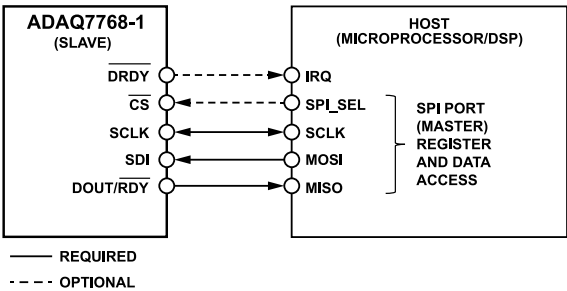 ADAQ7768-1
(SLAVE)
HOST
(MICROPROCESSOR/DSP)
DRDY
IRQ
CS
SPI_SEL
SCLK
SCLK
SDI
MOSI
DOUT/RDY
MISO
SPI PORT
(MASTER)
REGISTER
AND DATA
ACCESS
REQUIRED
OPTIONAL